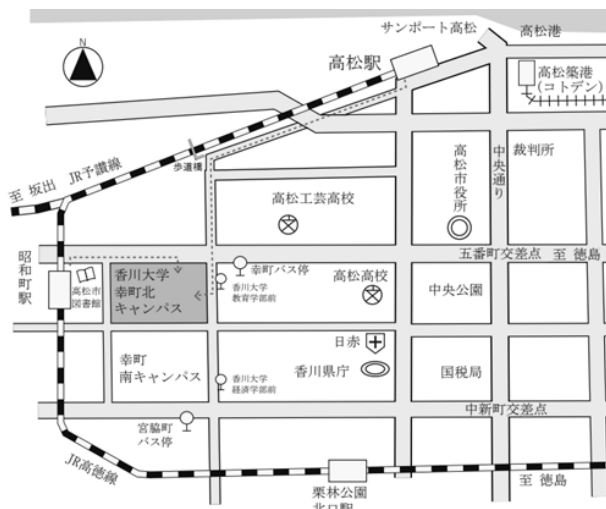 サンポート高松
高松港
N
高松駅
高松築港
(コトデン)
歩道橋
JR予讃線
至 坂出
高松工芸高校
高松市役所
中央通り
裁判所
昭和町駅
高松市
図書館
香川大学
幸町北
キャンパス
幸町バス停
香川大学
教育学部前
高松高校
五番町交差点
至 徳島
中央公園
幸町
南キャンパス
香川大学
経済学部前
日赤
香川県庁
国税局
宮脇町
バス停
中新町交差点
JR高徳線
栗林公園
北口駅
至 徳島